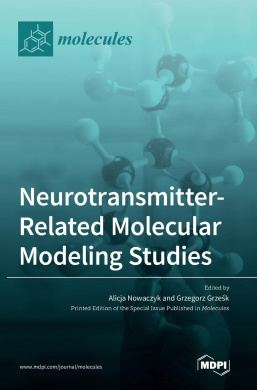 molecules
Neurotransmitter-
Related Molecular
Modeling Studies
Edited by
Alicja Nowaczyk and Grzegorz Grześk
Printed Edition of the Special Issue Published in Molecules
www.mdpi.com/journal/molecules
MDPI